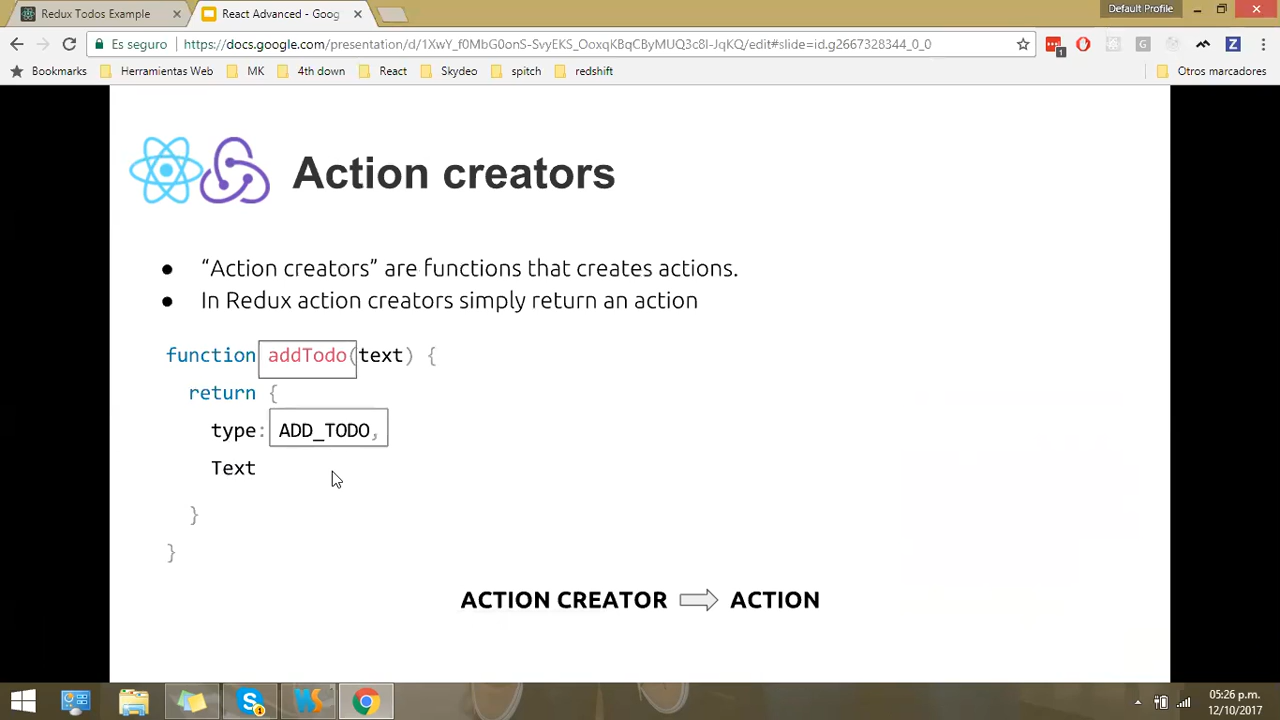 Redux Todos Example
React Advanced - Goog
Default Profile
Es seguro
https://docs.google.com/presentation/d/1XwY_f0MbG0onS-SvyEKS_OoxqKBqCByMUQ3c8I-JqKQ/edit#slide=id.g2667328344_0_0
1
G
Z
Bookmarks
Herramientas Web
MK
4th down
React
Skydeo
spitch
redshift
Otros marcadores
Action creators
● “Action creators” are functions that creates actions.
● In Redux action creators simply return an action
function addTodo(text) {
return {
type: ADD_TODO,
Text
}
}
ACTION CREATOR
ACTION
05:26 p.m.
12/10/2017